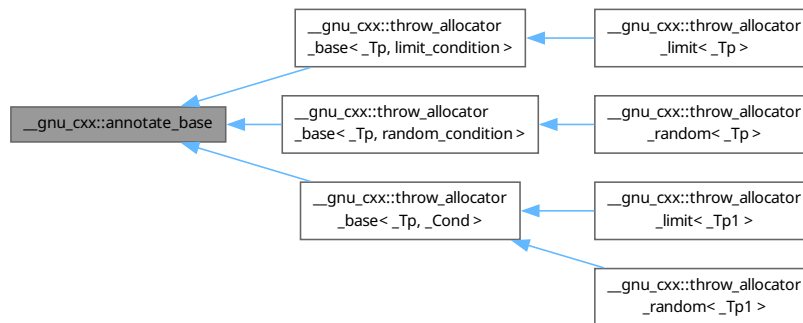 __gnu_cxx::throw_allocator
_base< _Tp, limit_condition >
__gnu_cxx::throw_allocator
_limit< _Tp >
__gnu_cxx::annotate_base
__gnu_cxx::throw_allocator
_base< _Tp, random_condition >
__gnu_cxx::throw_allocator
_random< _Tp >
__gnu_cxx::throw_allocator
_base< _Tp, _Cond >
__gnu_cxx::throw_allocator
_limit< _Tp1 >
__gnu_cxx::throw_allocator
_random< _Tp1 >